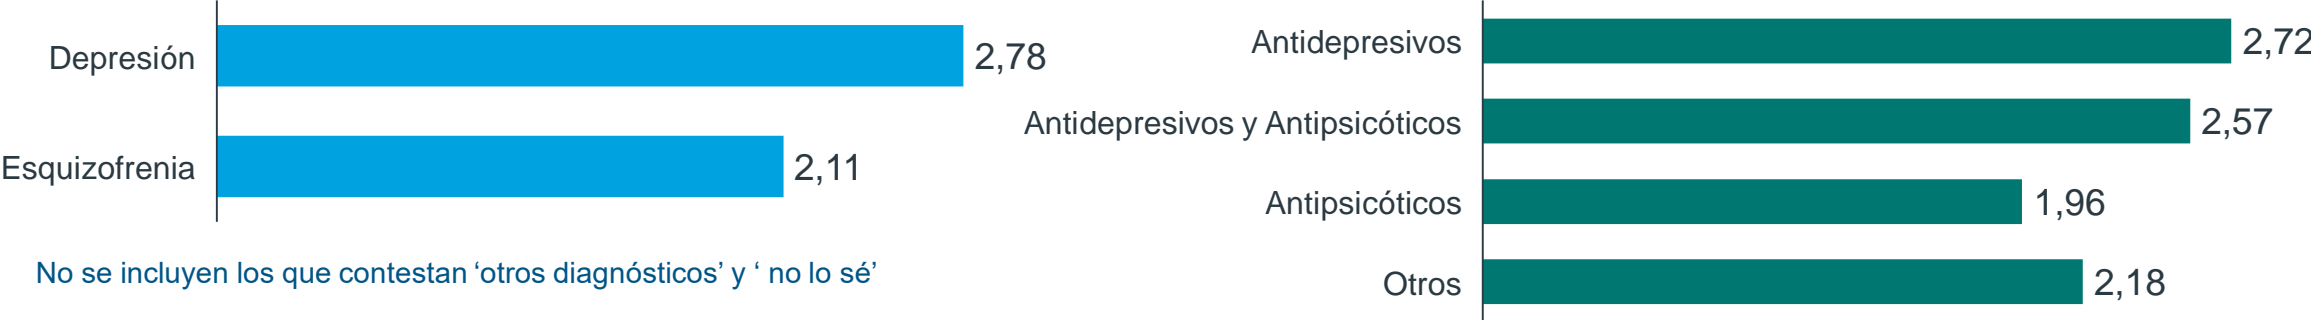 Depresión 2,78
Esquizofrenia 2,11
No se incluyen los que contestan ‘otros diagnósticos’ y ‘ no lo sé’
Antidepresivos 2,72
Antidepresivos y Antipsicóticos 2,57
Antipsicóticos 1,96
Otros 2,18